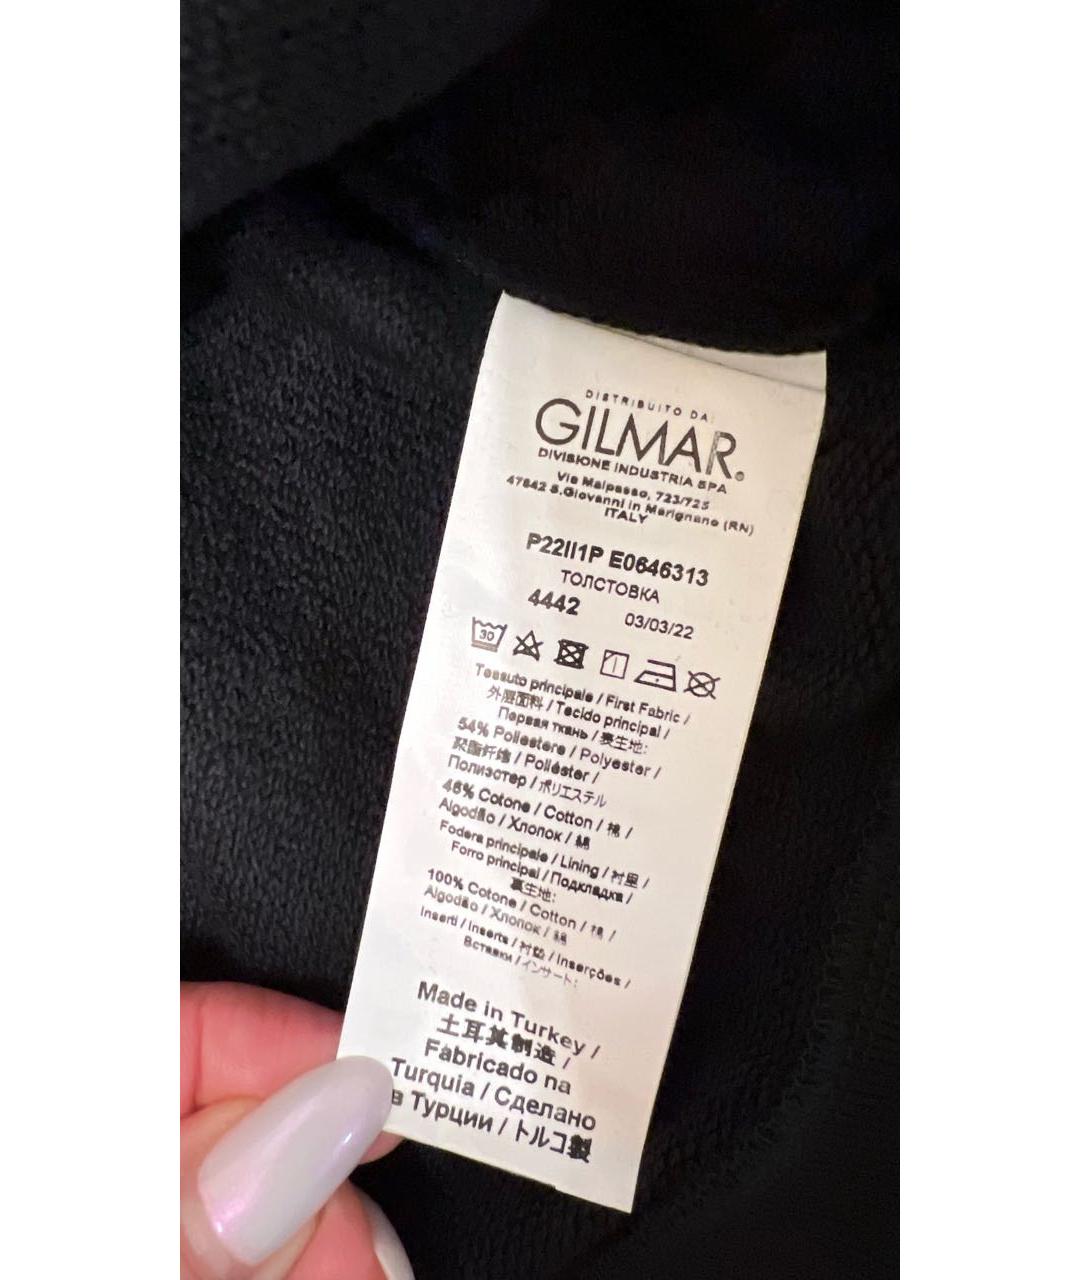 DISTRIBUITO DA:
GILMAR®
DIVISIONE INDUSTRIA SPA
Via Malpasso, 723/725
47842 S.Giovanni in Marignano (RN)
ITALY
P22II1P E0646313
ТОЛСТОВКА
4442 03/03/22
30
Tessuto principale / First Fabric /
外层面料 / Tecido principal /
Первая ткань / 表生地:
54% Poliestere / Polyester /
聚酯纤维 / Poliéster /
Полиэстер / ポリエステル
46% Cotone / Cotton / 棉 /
Algodão / Хлопок / 綿
Fodera principale / Lining / 衬里 /
Forro principal / Подкладка /
裏生地:
100% Cotone / Cotton / 棉 /
Algodão / Хлопок / 綿
Inserti / Inserts / 衬垫 / Inserções /
Вставки / インサート:
Made in Turkey /
土耳其制造 /
Fabricado na
Turquia / Сделано
в Турции / トルコ製